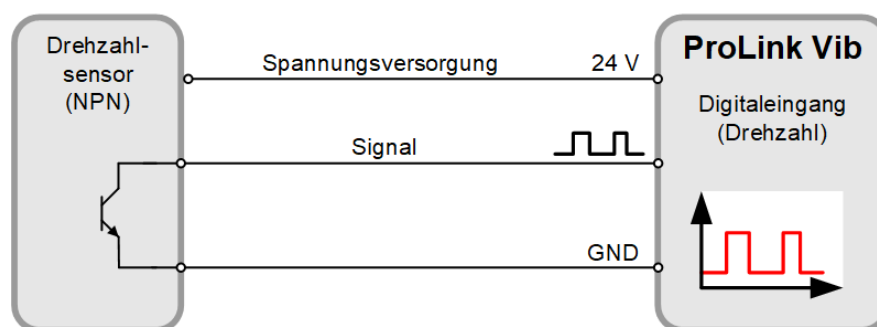 Drehzahl-
sensor
(NPN)
Spannungsversorgung
24 V
Signal
GND
ProLink Vib
Digitaleingang
(Drehzahl)